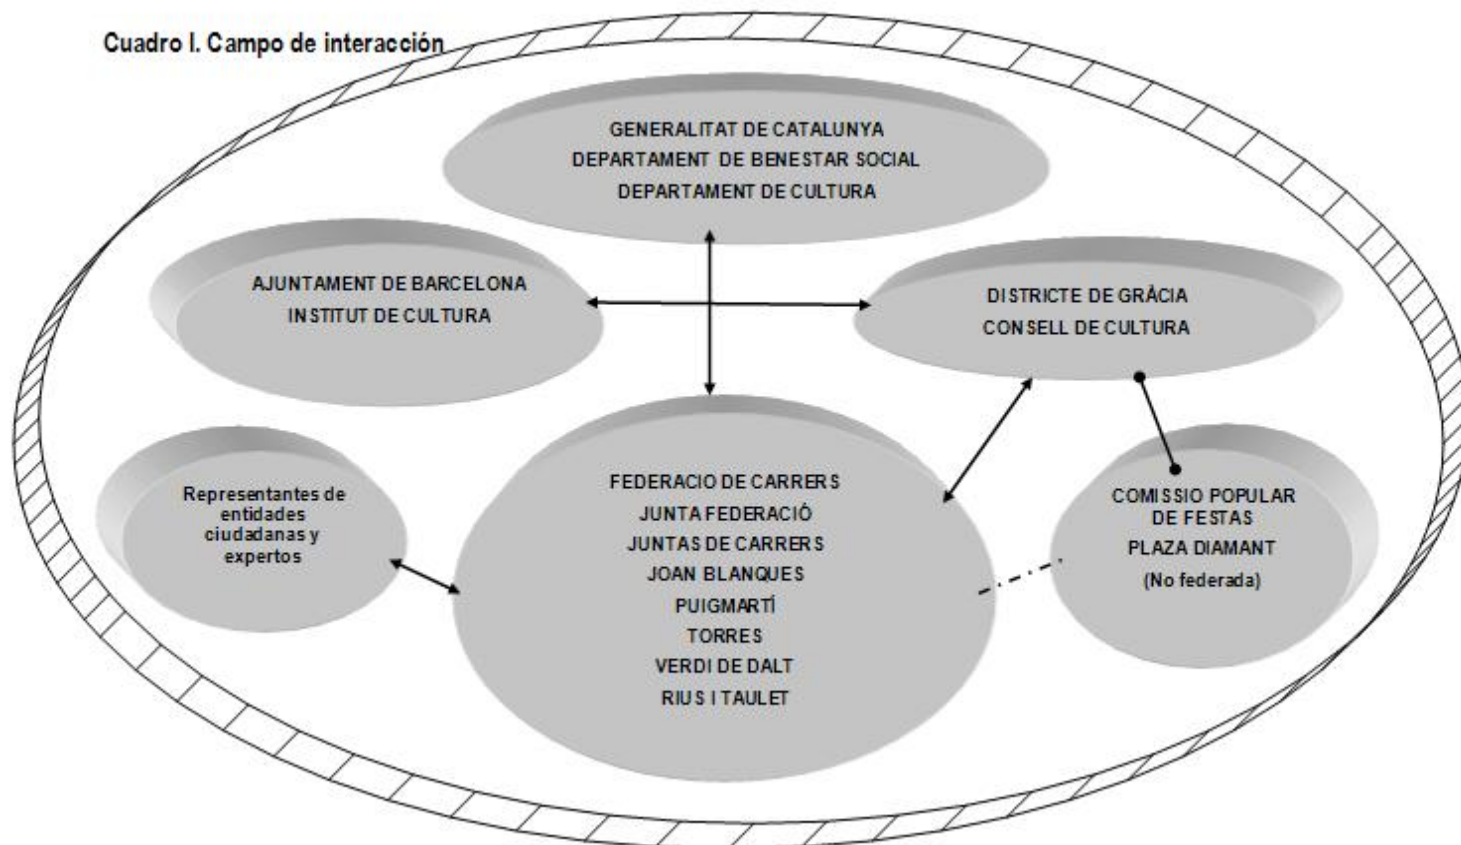 Cuadro I. Campo de interacción
GENERALITAT DE CATALUNYA
DEPARTAMENT DE BENESTAR SOCIAL
DEPARTAMENT DE CULTURA
AJUNTAMENT DE BARCELONA
INSTITUT DE CULTURA
DISTRICTE DE GRÀCIA
CONSELL DE CULTURA
Representantes de
entidades
ciudadanas y
expertos
FEDERACIO DE CARRERS
JUNTA FEDERACIÓ
JUNTAS DE CARRERS
JOAN BLANQUES
PUIGMARTÍ
TORRES
VERDI DE DALT
RIUS I TAULET
COMISSIO POPULAR
DE FESTAS
PLAZA DIAMANT
(No federada)